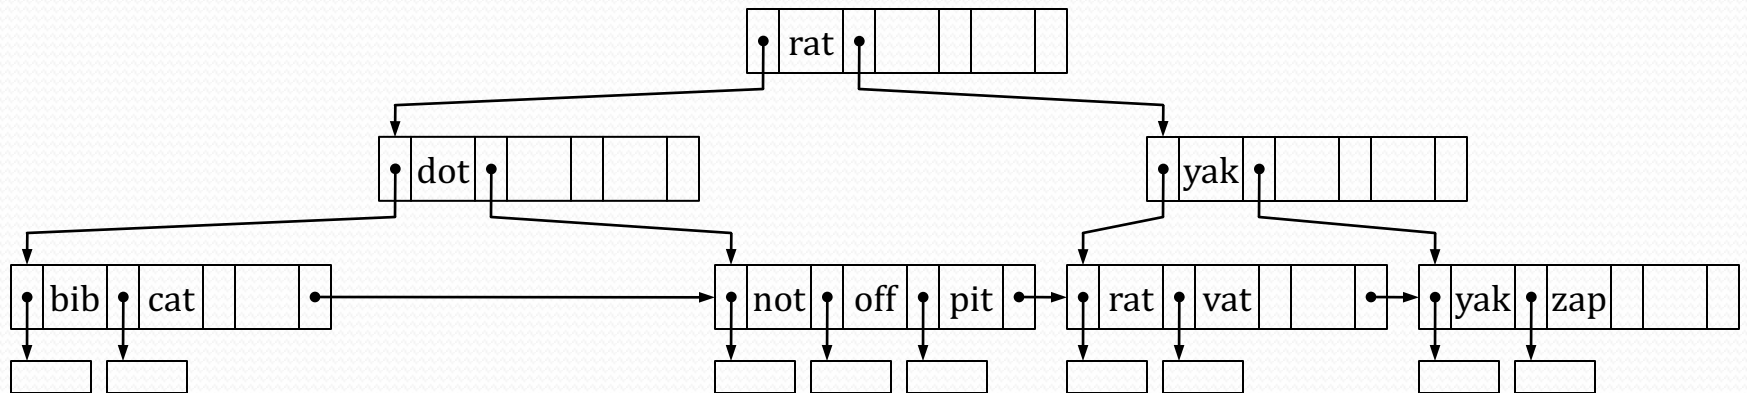 rat
dot yak
bib cat not off pit rat vat yak zap